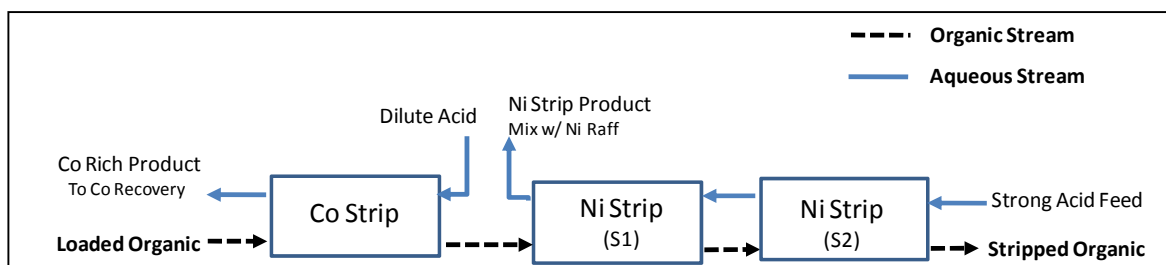 Organic Stream
Aqueous Stream
Ni Strip Product
Mix w/ Ni Raff
Dilute Acid
Co Rich Product
To Co Recovery
Co Strip
Ni Strip
(S1)
Ni Strip
(S2)
Strong Acid Feed
Loaded Organic
Stripped Organic